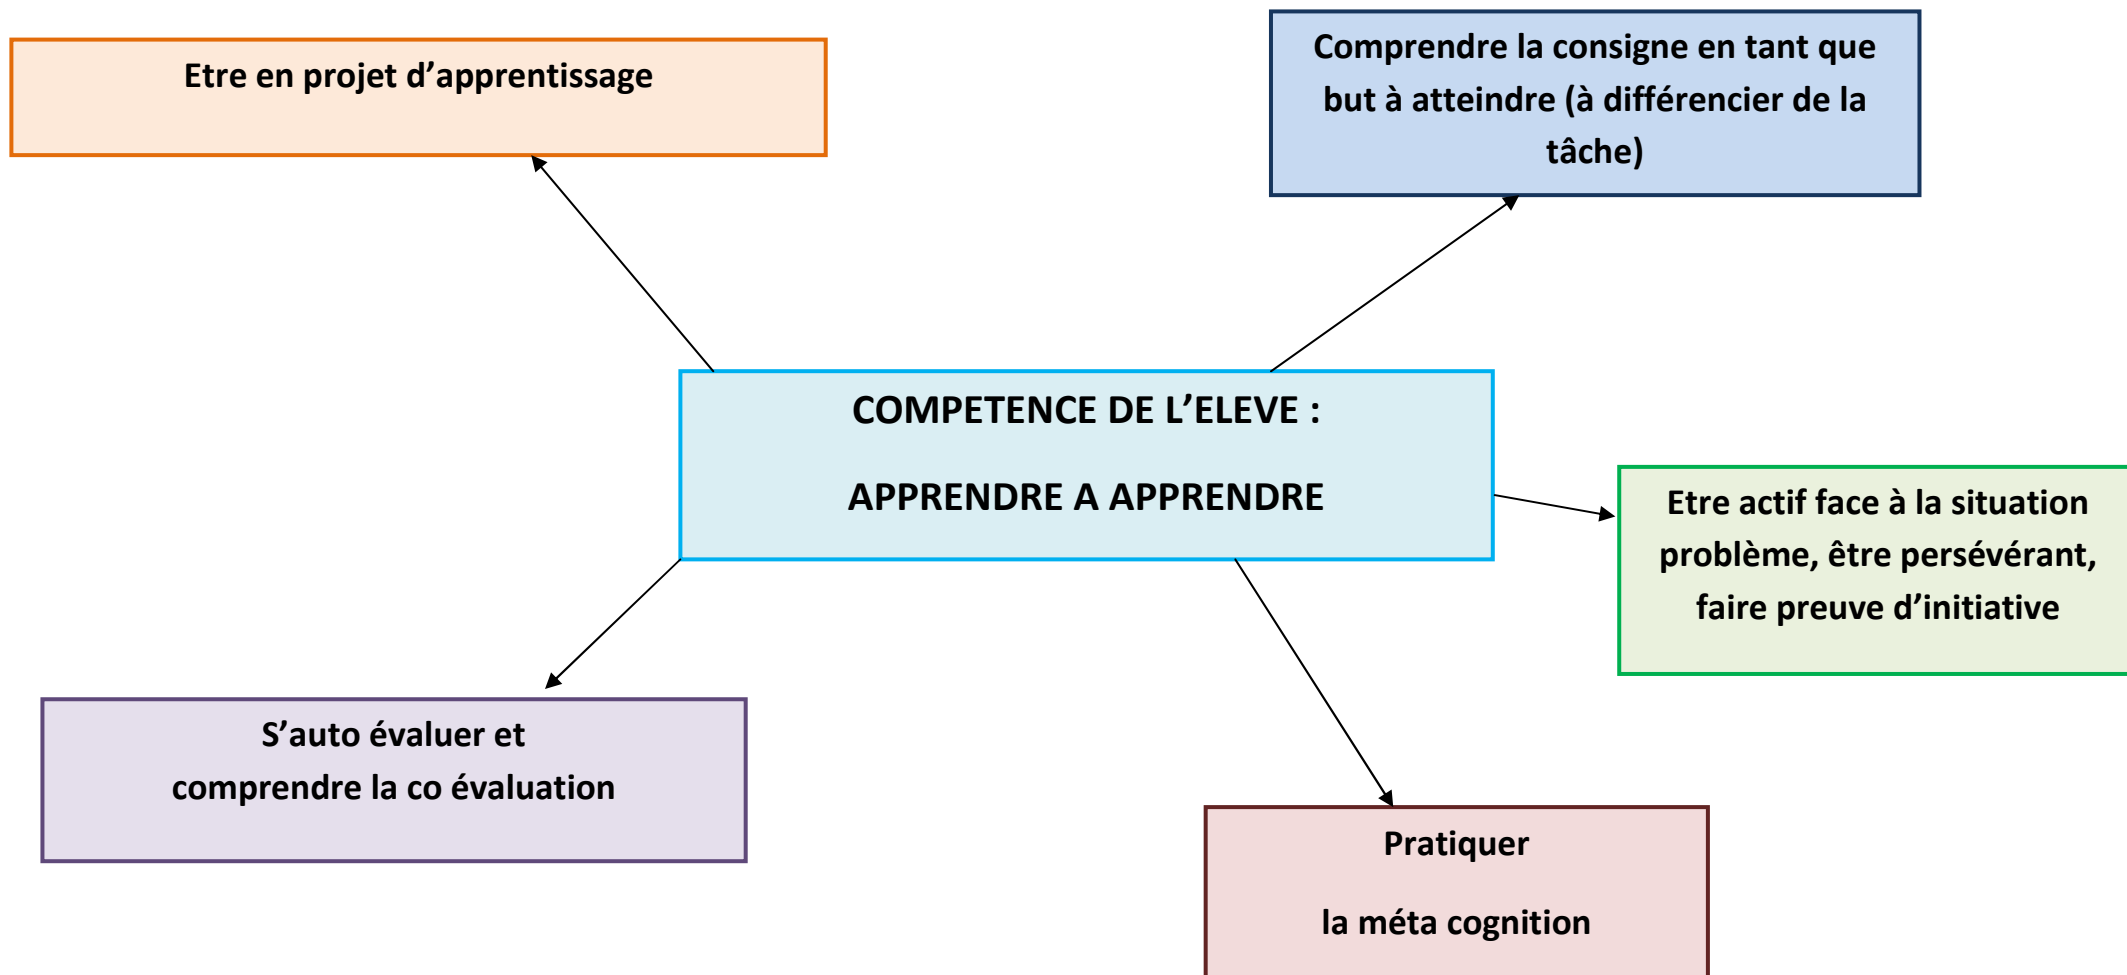 Etre en projet d’apprentissage
Comprendre la consigne en tant que
but à atteindre (à différencier de la
tâche)
COMPETENCE DE L’ELEVE :
APPRENDRE A APPRENDRE
Etre actif face à la situation
problème, être persévérant,
faire preuve d’initiative
S’auto évaluer et
comprendre la co évaluation
Pratiquer
la méta cognition